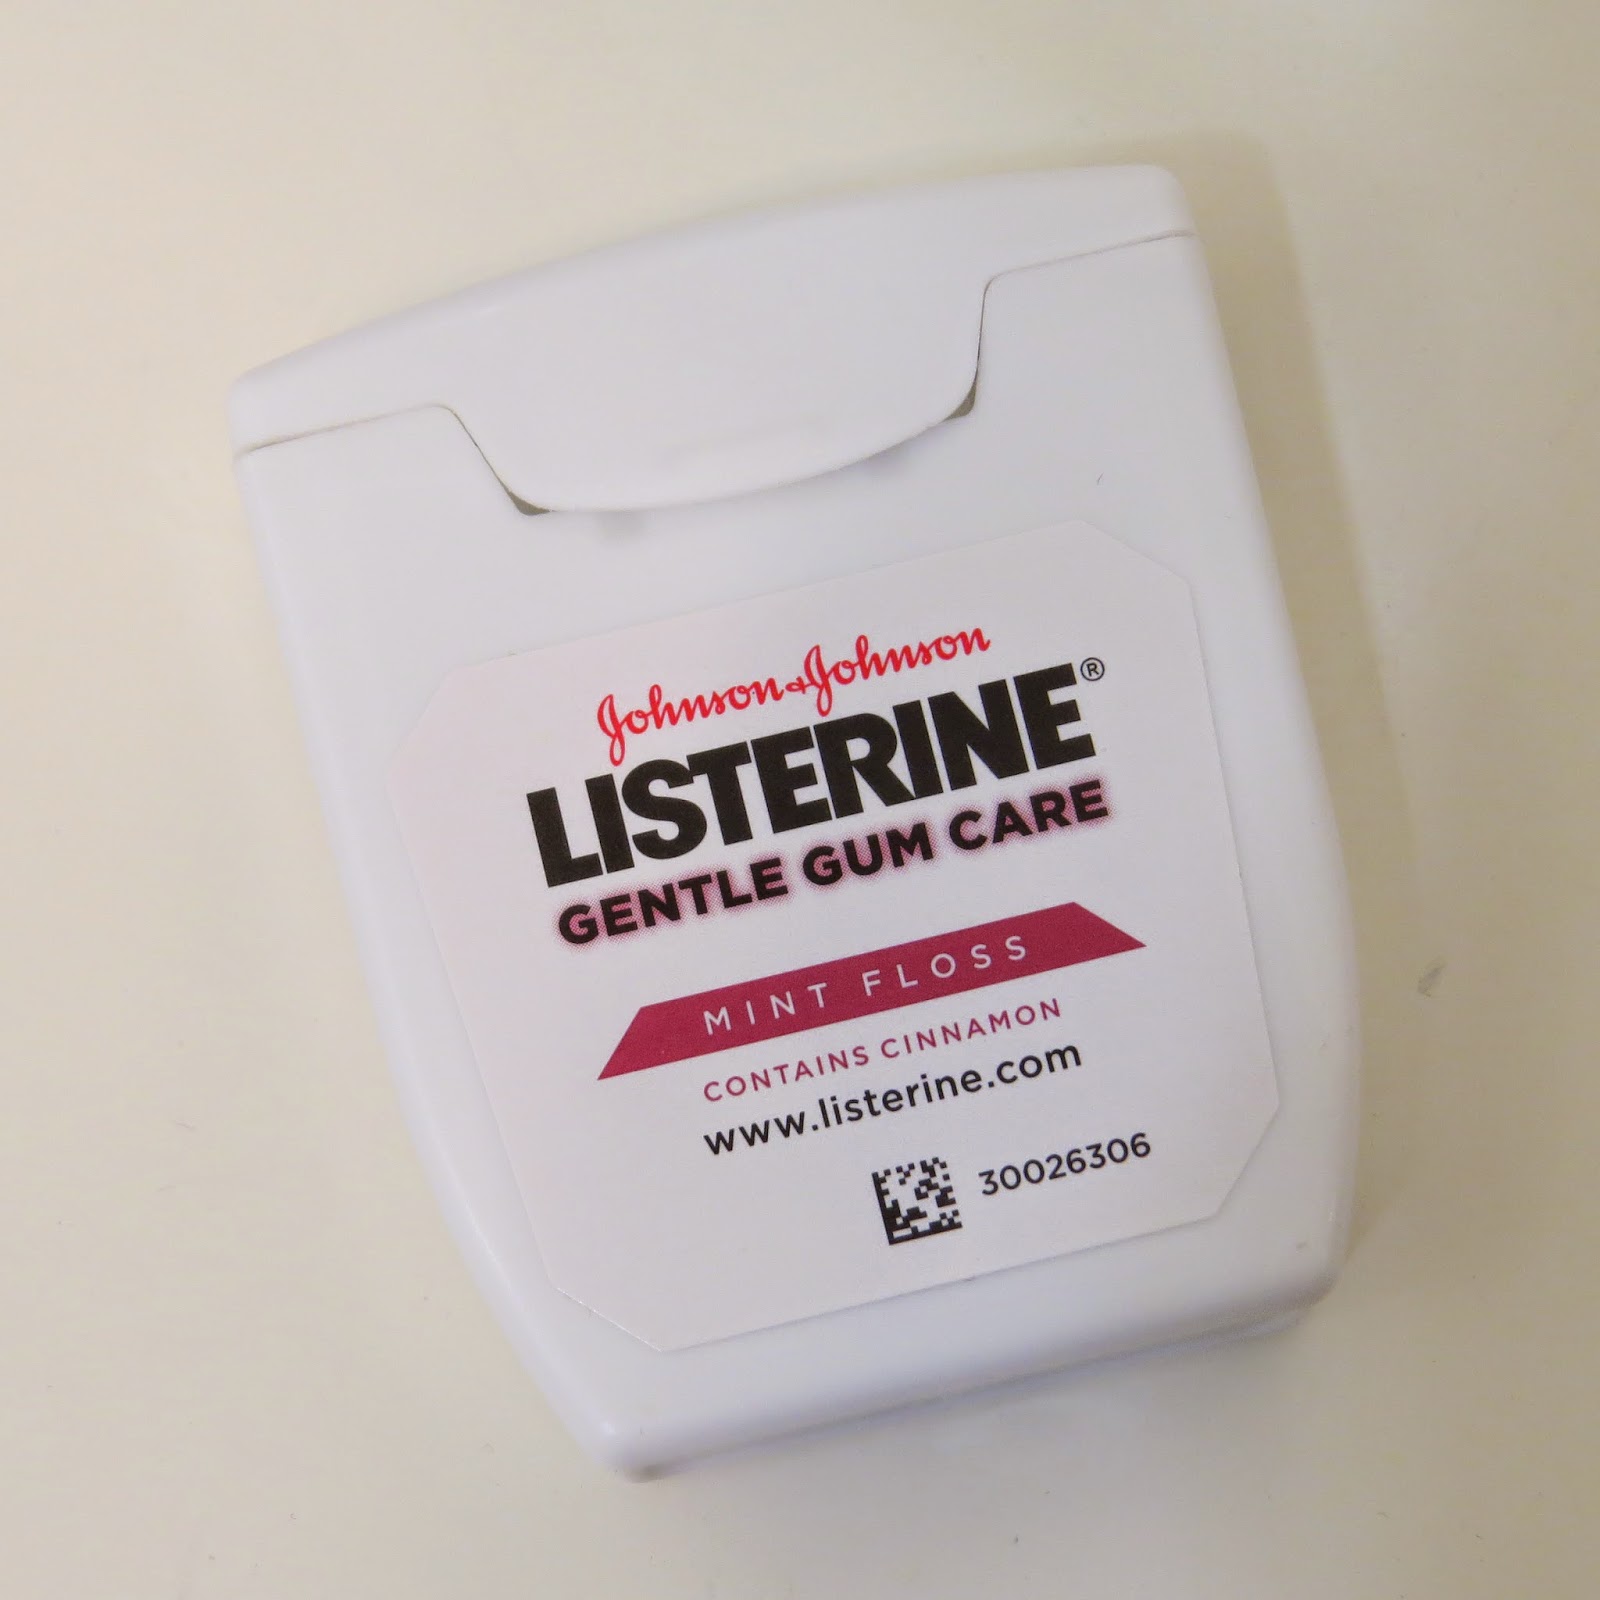 Johnson & Johnson
LISTERINE®
GENTLE GUM CARE
MINT FLOSS
CONTAINS CINNAMON
www.listerine.com
30026306